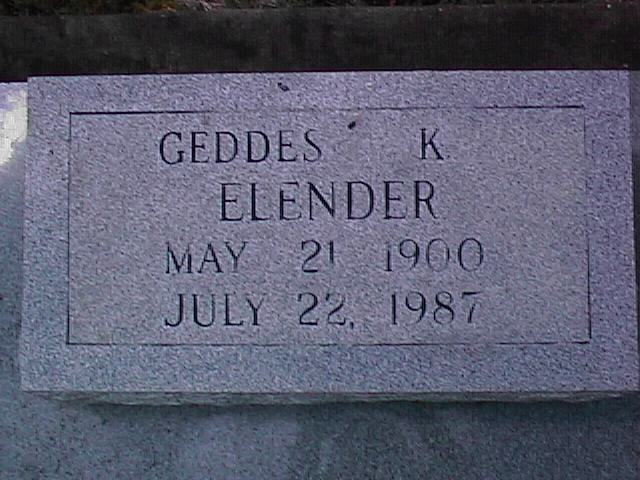 GEDDES K
ELENDER
MAY 21 1900
JULY 22, 1987